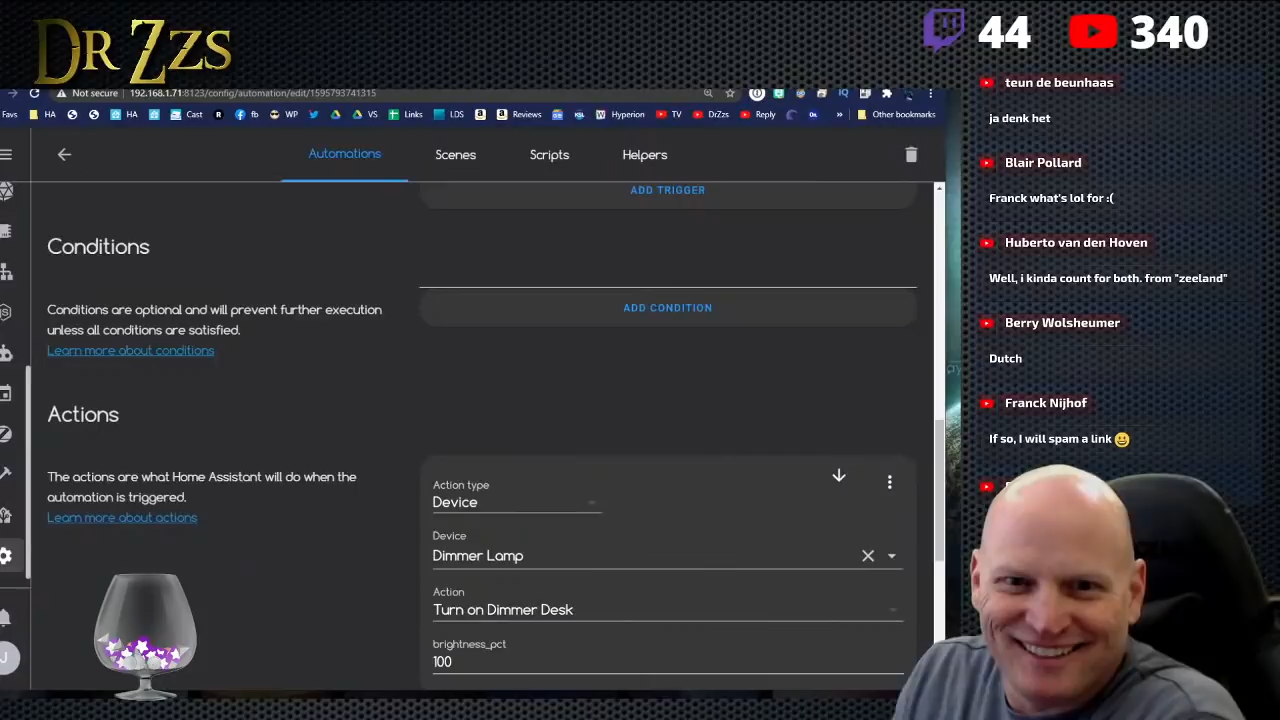 DR ZZS
44
340
Not secure
192.168.1.71:8123/config/automation/edit/1595793741315
Favs
HA
HA
Cast
fb
WP
VS
Links
LDS
Reviews
Hyperion
TV
DrZzs
Reply
Other bookmarks
Automations
Scenes
Scripts
Helpers
ADD TRIGGER
Conditions
Conditions are optional and will prevent further execution
unless all conditions are satisfied.
Learn more about conditions
ADD CONDITION
Actions
The actions are what Home Assistant will do when the
automation is triggered.
Learn more about actions
Action type
Device
Device
Dimmer Lamp
Action
Turn on Dimmer Desk
brightness_pct
100
teun de beunhaas
ja denk het
Blair Pollard
Franck what's lol for :(
Huberto van den Hoven
Well, i kinda count for both. from "zeeland"
Berry Wolsheumer
Dutch
Franck Nijhof
If so, I will spam a link 😃